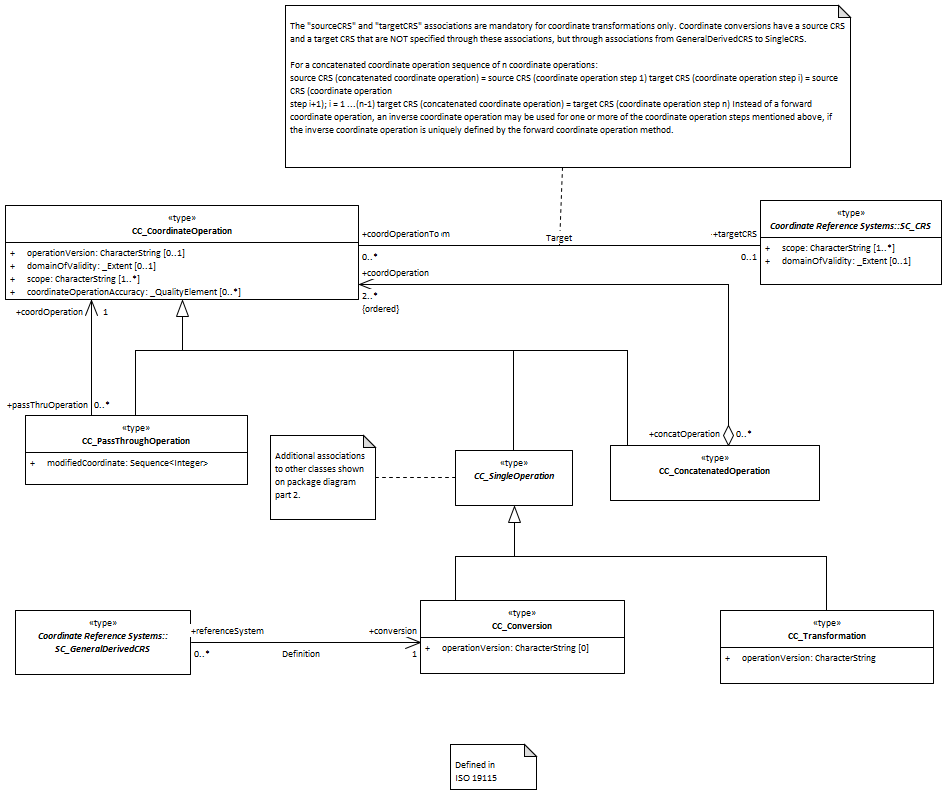 The "sourceCRS" and "targetCRS" associations are mandatory for coordinate transformations only. Coordinate conversions have a source CRS
and a target CRS that are NOT specified through these associations, but through associations from GeneralDerivedCRS to SingleCRS.
For a concatenated coordinate operation sequence of n coordinate operations:
source CRS (concatenated coordinate operation) = source CRS (coordinate operation step 1) target CRS (coordinate operation step i) = source
CRS (coordinate operation
step i+1); i = 1 ...(n-1) target CRS (concatenated coordinate operation) = target CRS (coordinate operation step n) Instead of a forward
coordinate operation, an inverse coordinate operation may be used for one or more of the coordinate operation steps mentioned above, if
the inverse coordinate operation is uniquely defined by the forward coordinate operation method.
«type»
CC_CoordinateOperation
+ operationVersion: CharacterString [0..1]
+ domainOfValidity: _Extent [0..1]
+ scope: CharacterString [1..*]
+ coordinateOperationAccuracy: _QualityElement [0..*]
+coordOperationTo
0..*
Target
+targetCRS
0..1
«type»
Coordinate Reference Systems::SC_CRS
+ scope: CharacterString [1..*]
+ domainOfValidity: _Extent [0..1]
+coordOperation
2..*
{ordered}
+coordOperation 1
+passThruOperation 0..*
«type»
CC_PassThroughOperation
+ modifiedCoordinate: Sequence<Integer>
Additional associations
to other classes shown
on package diagram
part 2.
«type»
CC_SingleOperation
+concatOperation 0..*
«type»
CC_ConcatenatedOperation
«type»
Coordinate Reference Systems::
SC_GeneralDerivedCRS
+referenceSystem
0..*
Definition
+conversion
1
«type»
CC_Conversion
+ operationVersion: CharacterString [0]
«type»
CC_Transformation
+ operationVersion: CharacterString
Defined in
ISO 19115